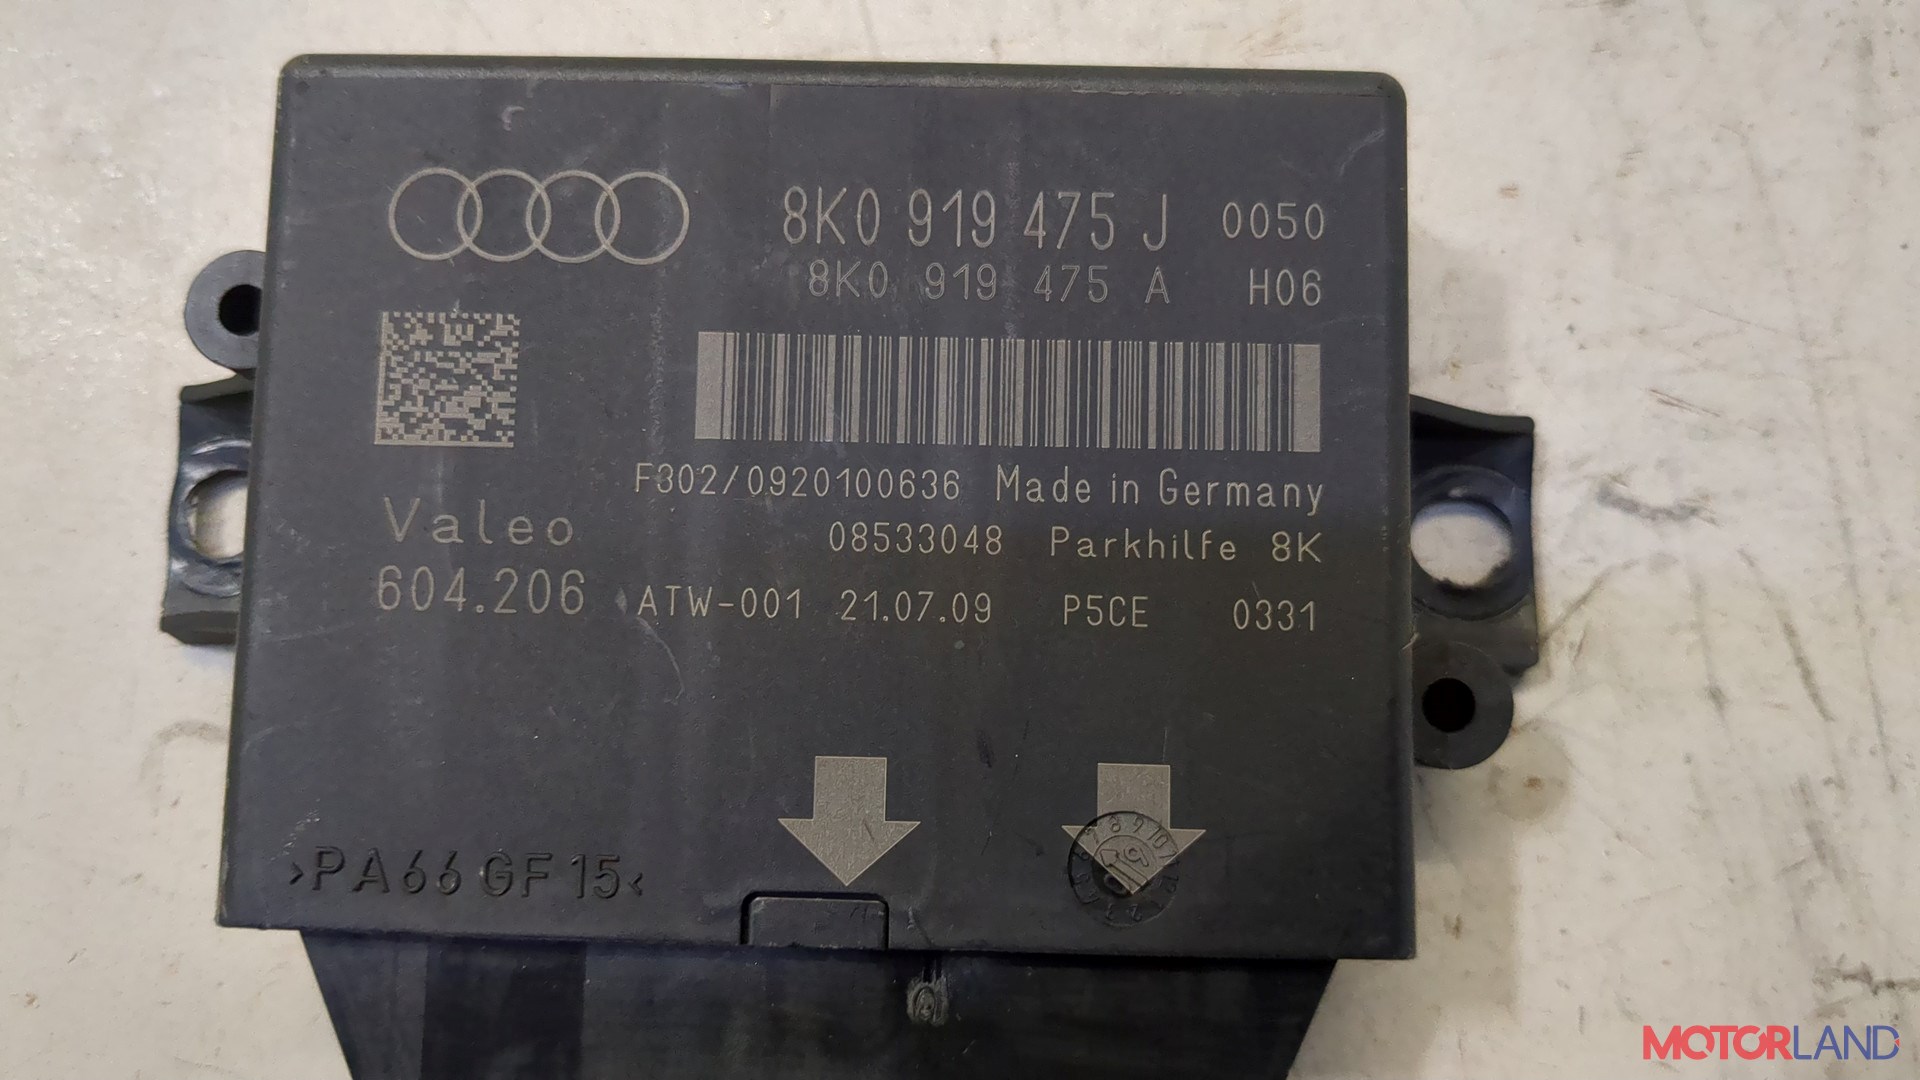 8K0 919 475 J 0050
8K0 919 475 A H06
F302/0920100636 Made in Germany
Valeo 08533048 Parkhilfe 8K
604.206 ATW-001 21.07.09 P5CE 0331
>PA66 GF15<
MOTORLAND